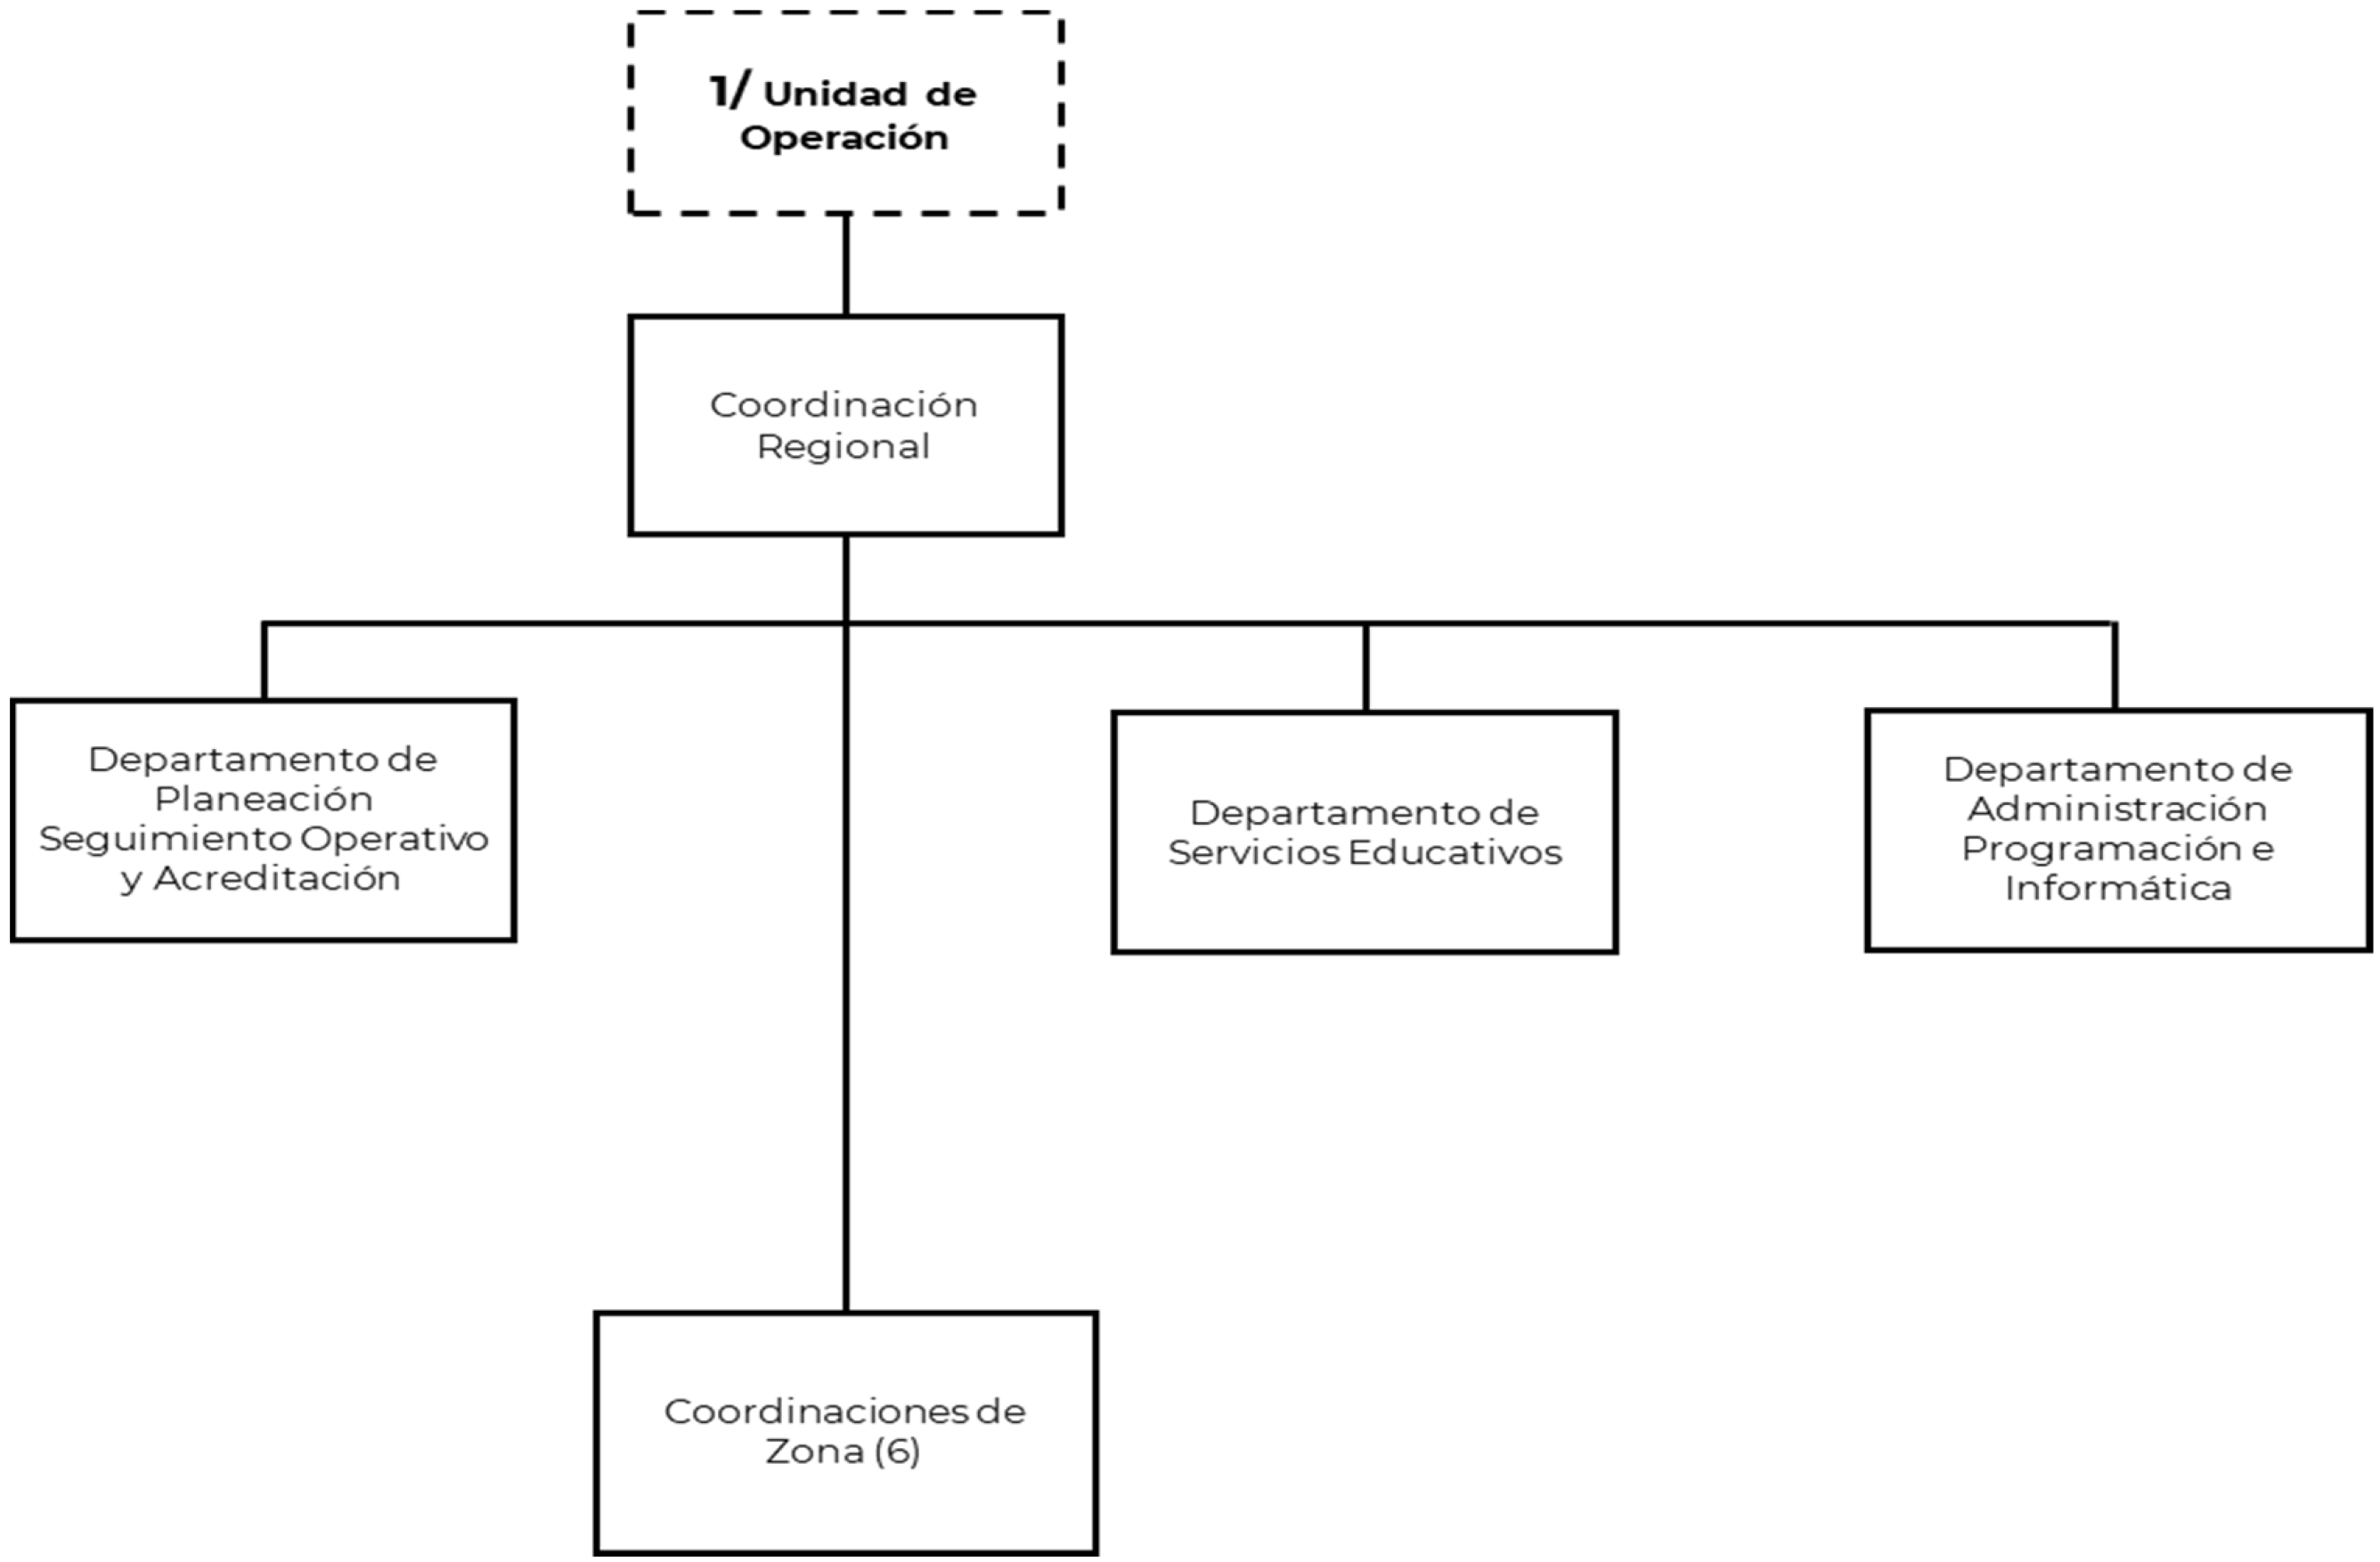 1/ Unidad de
Operación
Coordinación
Regional
Departamento de
Planeación
Seguimiento Operativo
y Acreditación
Departamento de
Servicios Educativos
Departamento de
Administración
Programación e
Informática
Coordinaciones de
Zona (6)